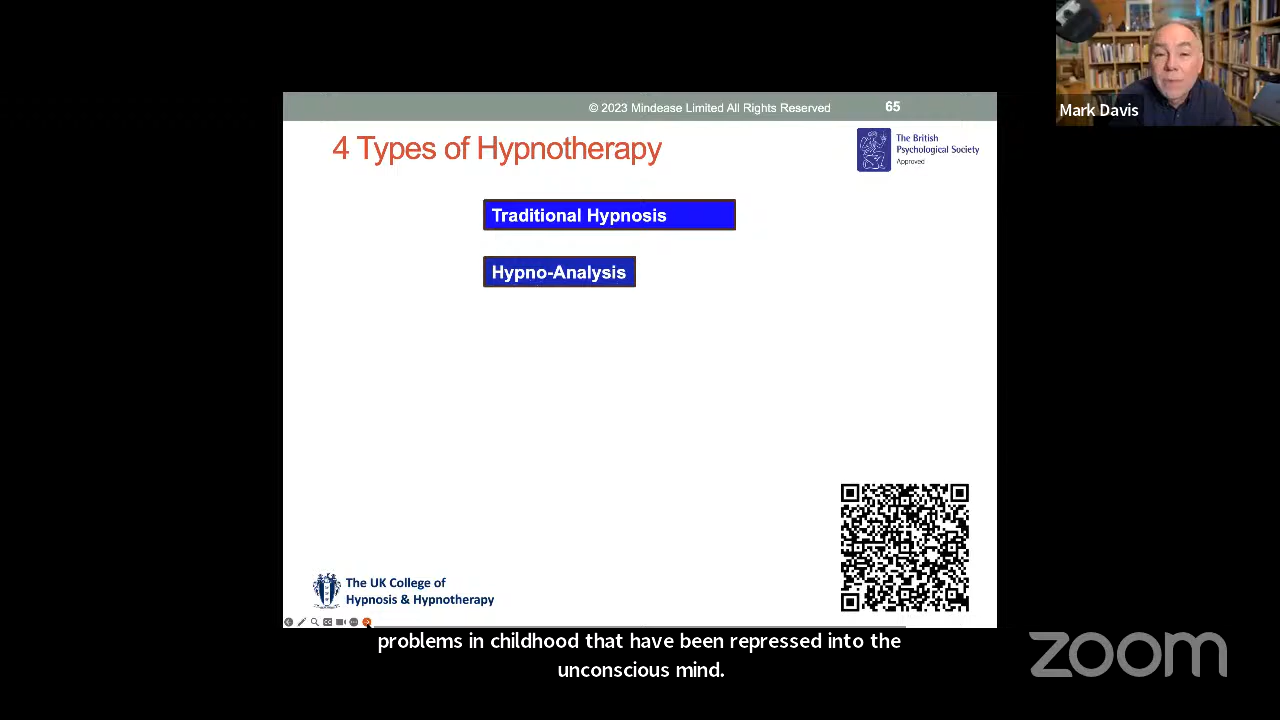 © 2023 Mindease Limited All Rights Reserved 65
Mark Davis
4 Types of Hypnotherapy
The British
Psychological Society
Approved
Traditional Hypnosis
Hypno-Analysis
The UK College of
Hypnosis & Hypnotherapy
problems in childhood that have been repressed into the
unconscious mind.
zoom